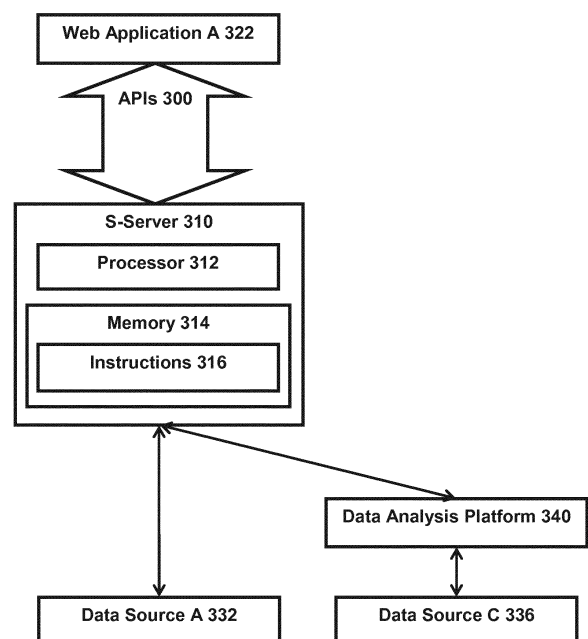 Web Application A 322
APIs 300
S-Server 310
Processor 312
Memory 314
Instructions 316
Data Analysis Platform 340
Data Source A 332
Data Source C 336